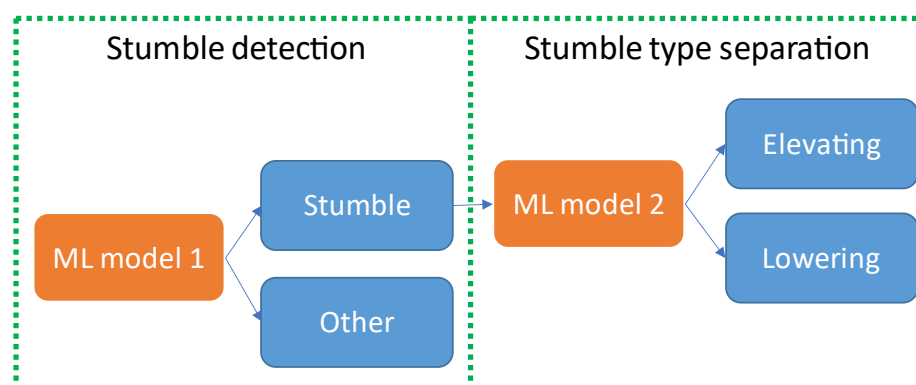 Stumble detection
Stumble type separation
ML model 1
Stumble
Other
ML model 2
Elevating
Lowering